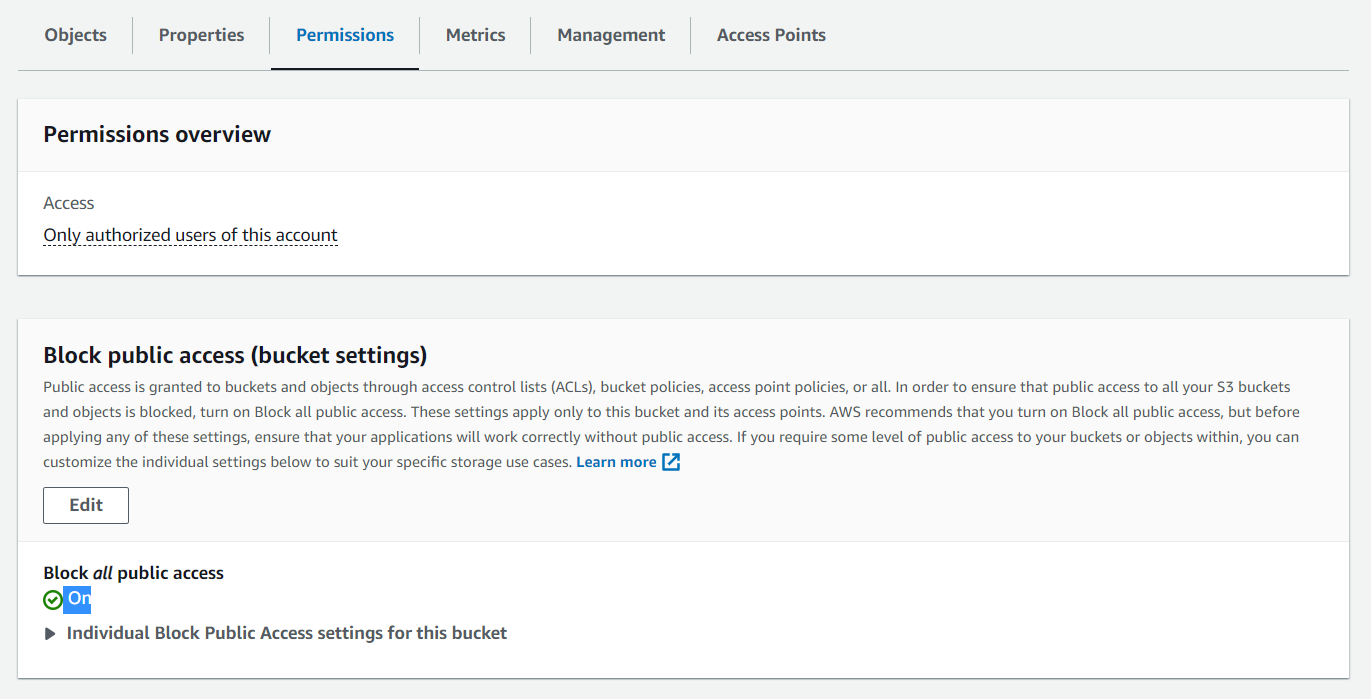 Objects Properties Permissions Metrics Management Access Points
Permissions overview
Access
Only authorized users of this account
Block public access (bucket settings)
Public access is granted to buckets and objects through access control lists (ACLs), bucket policies, access point policies, or all. In order to ensure that public access to all your S3 buckets
and objects is blocked, turn on Block all public access. These settings apply only to this bucket and its access points. AWS recommends that you turn on Block all public access, but before
applying any of these settings, ensure that your applications will work correctly without public access. If you require some level of public access to your buckets or objects within, you can
customize the individual settings below to suit your specific storage use cases. Learn more
Edit
Block all public access
On
Individual Block Public Access settings for this bucket